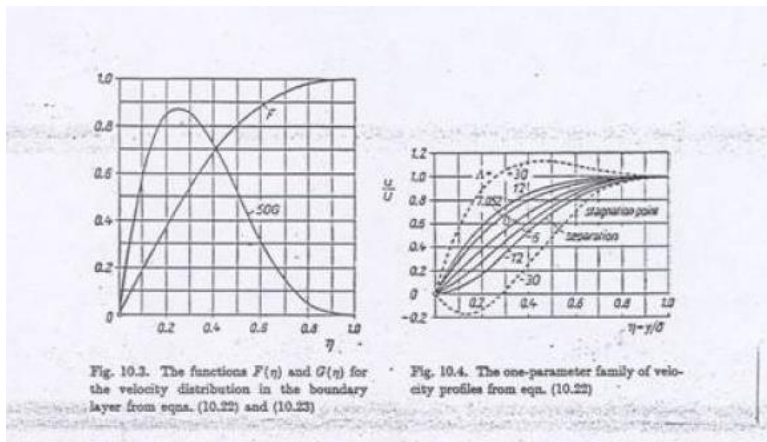 1.0
0.8
0.6
0.4
0.2
0
F
50G
0.2 0.4 0.6 0.8 1.0
η
Fig. 10.3. The functions F(η) and G(η) for
the velocity distribution in the boundary
layer from eqns. (10.22) and (10.23)
u/U
1.2
1.0
0.8
0.6
0.4
0.2
0
-0.2
Λ= +30
12
7.052
0
-6
-12
-30
stagnation point
separation
0.2 0.4 0.6 0.8 1.0
η=y/δ
Fig. 10.4. The one-parameter family of velo-
city profiles from eqn. (10.22)